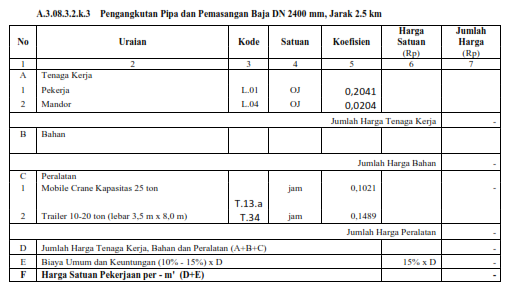 A.3.08.3.2.k.3 Pengangkutan Pipa dan Pemasangan Baja DN 2400 mm, Jarak 2.5 km
No Uraian Kode Satuan Koefisien Harga Satuan (Rp) Jumlah Harga (Rp)
1 2 3 4 5 6 7
A Tenaga Kerja
1 Pekerja L.01 OJ 0,2041
2 Mandor L.04 OJ 0,0204
Jumlah Harga Tenaga Kerja -
B Bahan
Jumlah Harga Bahan -
C Peralatan
1 Mobile Crane Kapasitas 25 ton jam 0,1021 -
T.13.a
2 Trailer 10-20 ton (lebar 3,5 m x 8,0 m) T.34 jam 0,1489
Jumlah Harga Peralatan -
D Jumlah Harga Tenaga Kerja, Bahan dan Peralatan (A+B+C) -
E Biaya Umum dan Keuntungan (10% - 15%) x D 15% x D -
F Harga Satuan Pekerjaan per - m' (D+E) -